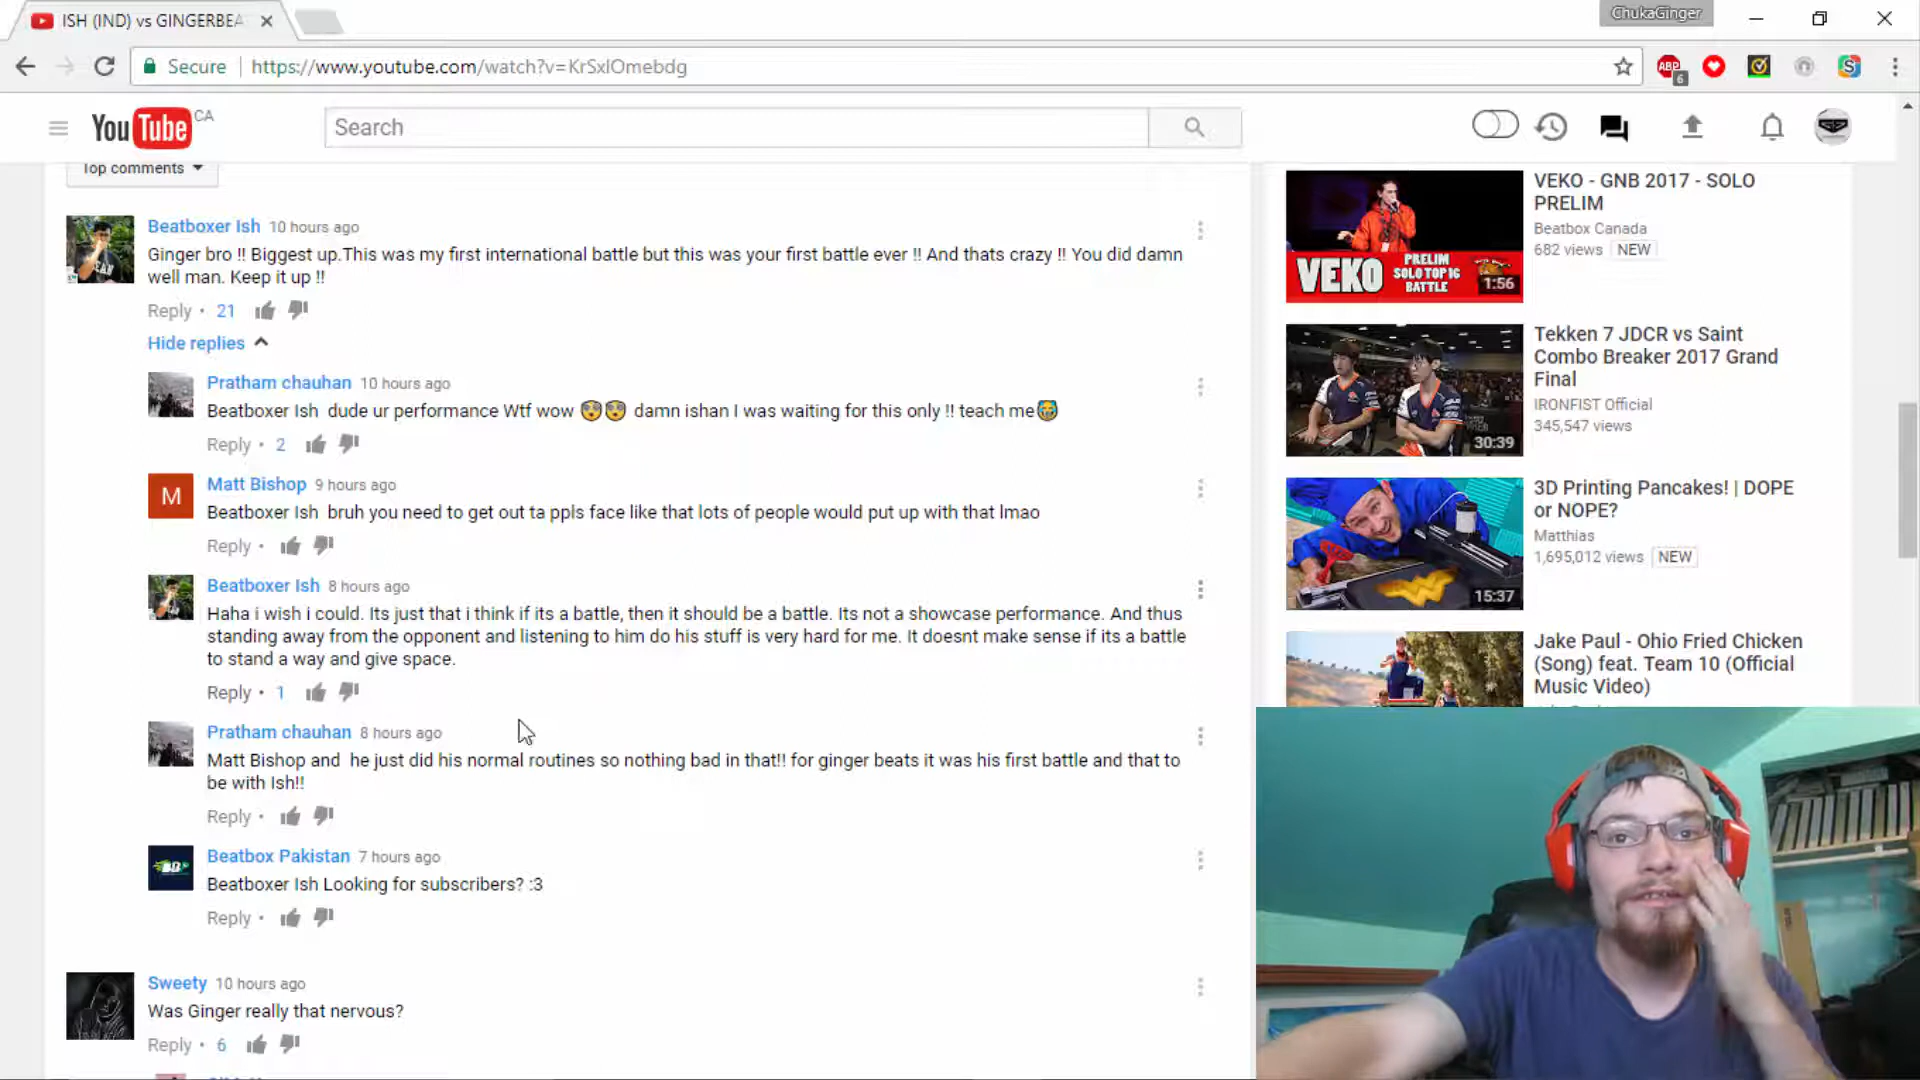 ISH (IND) vs GINGERBEA
ChukaGinger
Secure
https://www.youtube.com/watch?v=KrSxlOmebdg
ABP
6
YouTube CA
Search
Top comments
Beatboxer Ish 10 hours ago
Ginger bro !! Biggest up.This was my first international battle but this was your first battle ever !! And thats crazy !! You did damn
well man. Keep it up !!
Reply • 21
Hide replies
Pratham chauhan 10 hours ago
Beatboxer Ish dude ur performance Wtf wow 😨😨 damn ishan I was waiting for this only !! teach me😂
Reply • 2
M
Matt Bishop 9 hours ago
Beatboxer Ish bruh you need to get out ta ppls face like that lots of people would put up with that lmao
Reply •
Beatboxer Ish 8 hours ago
Haha i wish i could. Its just that i think if its a battle, then it should be a battle. Its not a showcase performance. And thus
standing away from the opponent and listening to him do his stuff is very hard for me. It doesnt make sense if its a battle
to stand a way and give space.
Reply • 1
Pratham chauhan 8 hours ago
Matt Bishop and he just did his normal routines so nothing bad in that!! for ginger beats it was his first battle and that to
be with Ish!!
Reply •
Beatbox Pakistan 7 hours ago
Beatboxer Ish Looking for subscribers? :3
Reply •
Sweety 10 hours ago
Was Ginger really that nervous?
Reply • 6
VEKO
PRELIM
SOLO TOP 16
BATTLE
1:56
VEKO - GNB 2017 - SOLO
PRELIM
Beatbox Canada
682 views NEW
30:39
Tekken 7 JDCR vs Saint
Combo Breaker 2017 Grand
Final
IRONFIST Official
345,547 views
15:37
3D Printing Pancakes! | DOPE
or NOPE?
Matthias
1,695,012 views NEW
Jake Paul - Ohio Fried Chicken
(Song) feat. Team 10 (Official
Music Video)